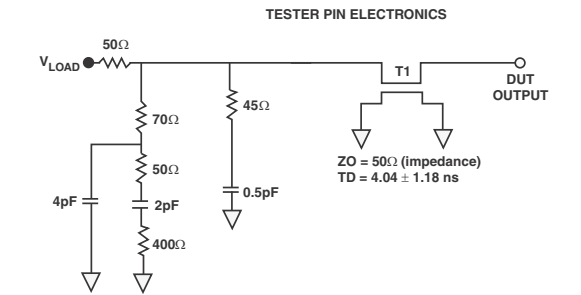 TESTER PIN ELECTRONICS
50Ω
VLOAD
T1
DUT
OUTPUT
70Ω
45Ω
50Ω
ZO = 50Ω (impedance)
TD = 4.04 ± 1.18 ns
4pF
2pF
0.5pF
400Ω